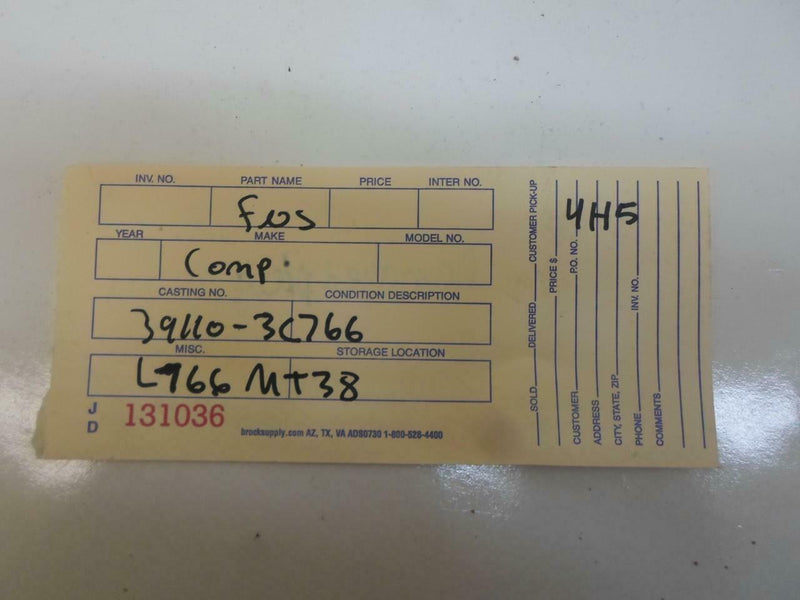 INV. NO. PART NAME PRICE INTER NO.
fus
YEAR MAKE MODEL NO.
Comp.
CASTING NO. CONDITION DESCRIPTION
39110-3C766
MISC. STORAGE LOCATION
L966 MT38
J D 131036
brocksupply.com AZ, TX, VA ADS0730 1-800-528-4400
SOLD DELIVERED CUSTOMER PICK-UP
PRICE $
4H5
CUSTOMER P.O. NO.
ADDRESS
CITY, STATE, ZIP
PHONE INV. NO.
COMMENTS